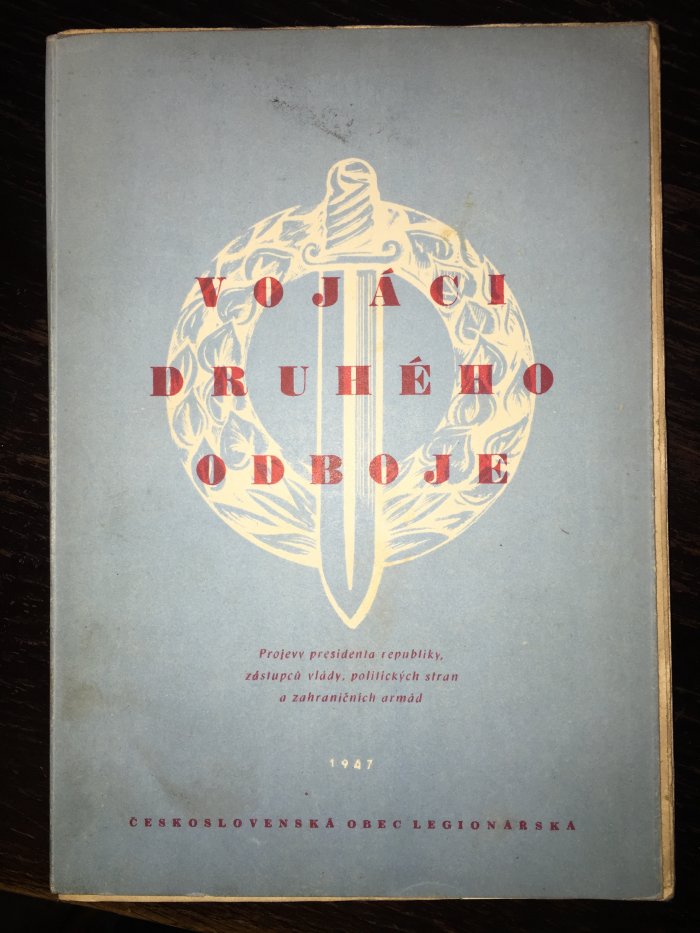 VOJÁCI
DRUHÉHO
ODBOJE
Projevy presidenta republiky,
zástupců vlády, politických stran
a zahraničních armád
1947
ČESKOSLOVENSKÁ OBEC LEGIONÁŘSKÁ